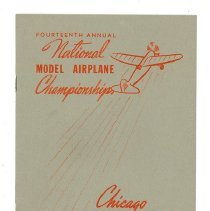 FOURTEENTH ANNUAL
National
MODEL AIRPLANE
Championships
Chicago